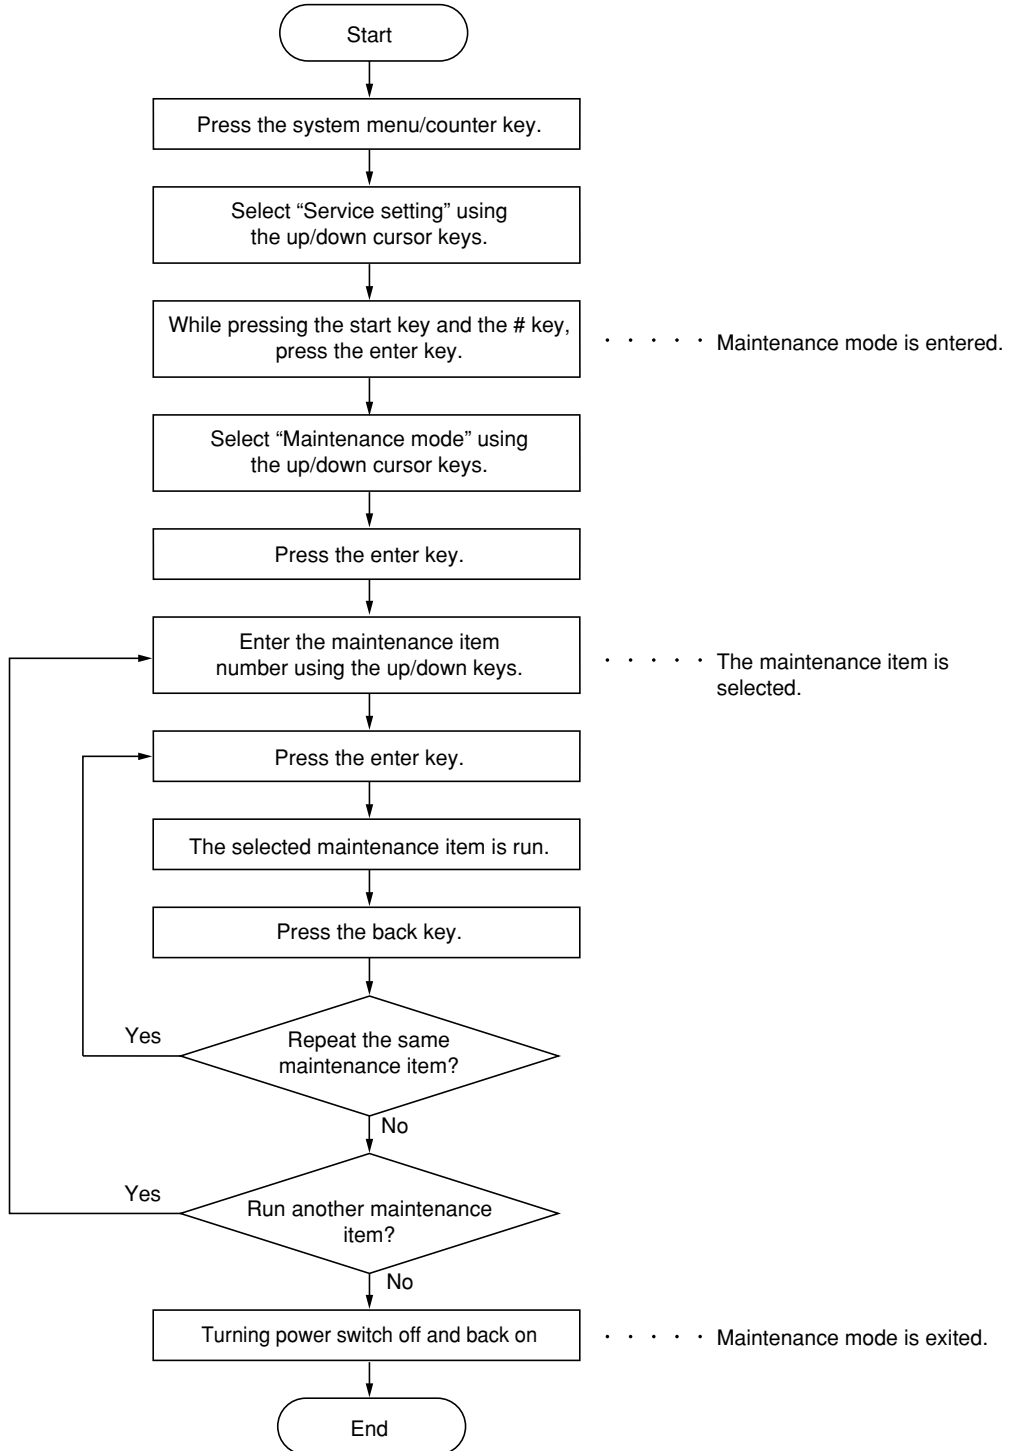 Start
Press the system menu/counter key.
Select “Service setting” using
the up/down cursor keys.
While pressing the start key and the # key,
press the enter key.
· · · · · Maintenance mode is entered.
Select “Maintenance mode” using
the up/down cursor keys.
Press the enter key.
Enter the maintenance item
number using the up/down keys.
· · · · · The maintenance item is
selected.
Press the enter key.
The selected maintenance item is run.
Press the back key.
Yes
Repeat the same
maintenance item?
No
Yes
Run another maintenance
item?
No
Turning power switch off and back on
· · · · · Maintenance mode is exited.
End